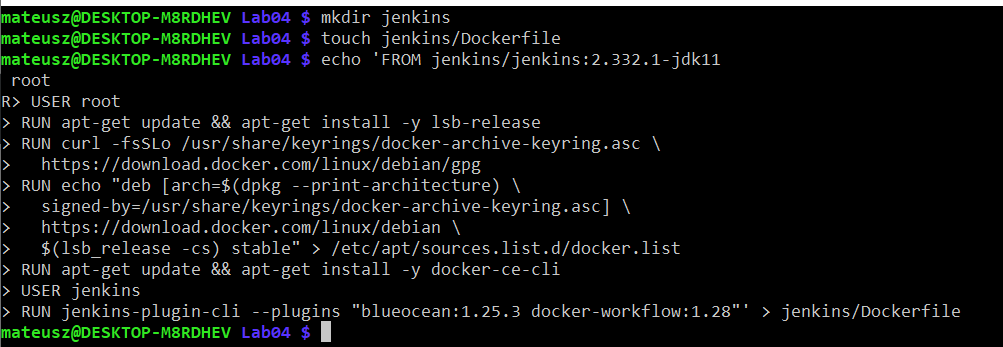 mateusz@DESKTOP-M8RDHEV Lab04 $ mkdir jenkins
mateusz@DESKTOP-M8RDHEV Lab04 $ touch jenkins/Dockerfile
mateusz@DESKTOP-M8RDHEV Lab04 $ echo 'FROM jenkins/jenkins:2.332.1-jdk11
 root
R> USER root
> RUN apt-get update && apt-get install -y lsb-release
> RUN curl -fsSLo /usr/share/keyrings/docker-archive-keyring.asc \
>   https://download.docker.com/linux/debian/gpg
> RUN echo "deb [arch=$(dpkg --print-architecture) \
>   signed-by=/usr/share/keyrings/docker-archive-keyring.asc] \
>   https://download.docker.com/linux/debian \
>   $(lsb_release -cs) stable" > /etc/apt/sources.list.d/docker.list
> RUN apt-get update && apt-get install -y docker-ce-cli
> USER jenkins
> RUN jenkins-plugin-cli --plugins "blueocean:1.25.3 docker-workflow:1.28"' > jenkins/Dockerfile
mateusz@DESKTOP-M8RDHEV Lab04 $